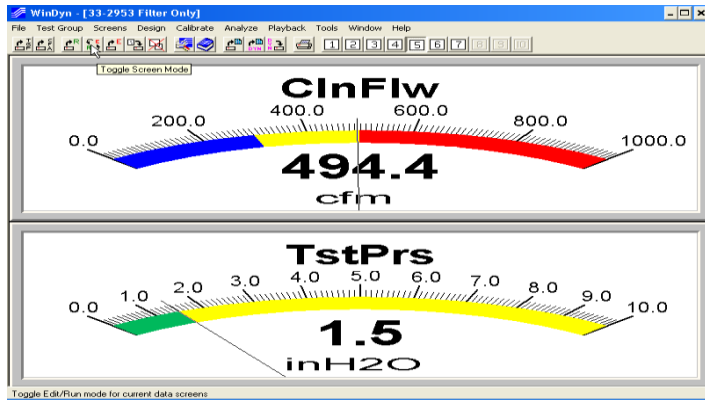 WinDyn - [33-2953 Filter Only]
File Test Group Screens Design Calibrate Analyze Playback Tools Window Help
1 2 3 4 5 6 7 8 9 10
Toggle Screen Mode
ClnFlw
0.0 200.0 400.0 600.0 800.0 1000.0
494.4
cfm
TstPrs
0.0 1.0 2.0 3.0 4.0 5.0 6.0 7.0 8.0 9.0 10.0
1.5
inH2O
Toggle Edit/Run mode for current data screens